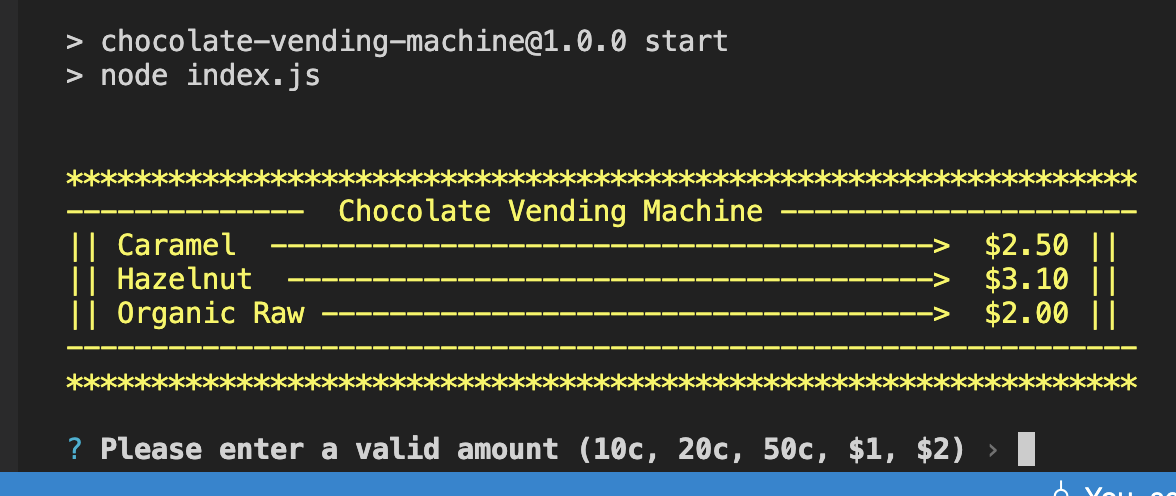 > chocolate-vending-machine@1.0.0 start
> node index.js
***************************************************************
-------------- Chocolate Vending Machine ---------------------
|| Caramel ---------------------------------------> $2.50 ||
|| Hazelnut --------------------------------------> $3.10 ||
|| Organic Raw ------------------------------------> $2.00 ||
---------------------------------------------------------------
***************************************************************
? Please enter a valid amount (10c, 20c, 50c, $1, $2) ›
You